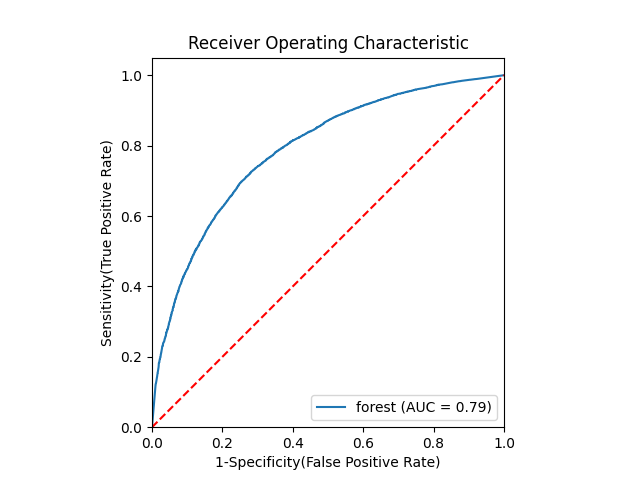 Receiver Operating Characteristic
1.0
0.8
0.6
0.4
0.2
0.0
Sensitivity(True Positive Rate)
forest (AUC = 0.79)
0.0 0.2 0.4 0.6 0.8 1.0
1-Specificity(False Positive Rate)